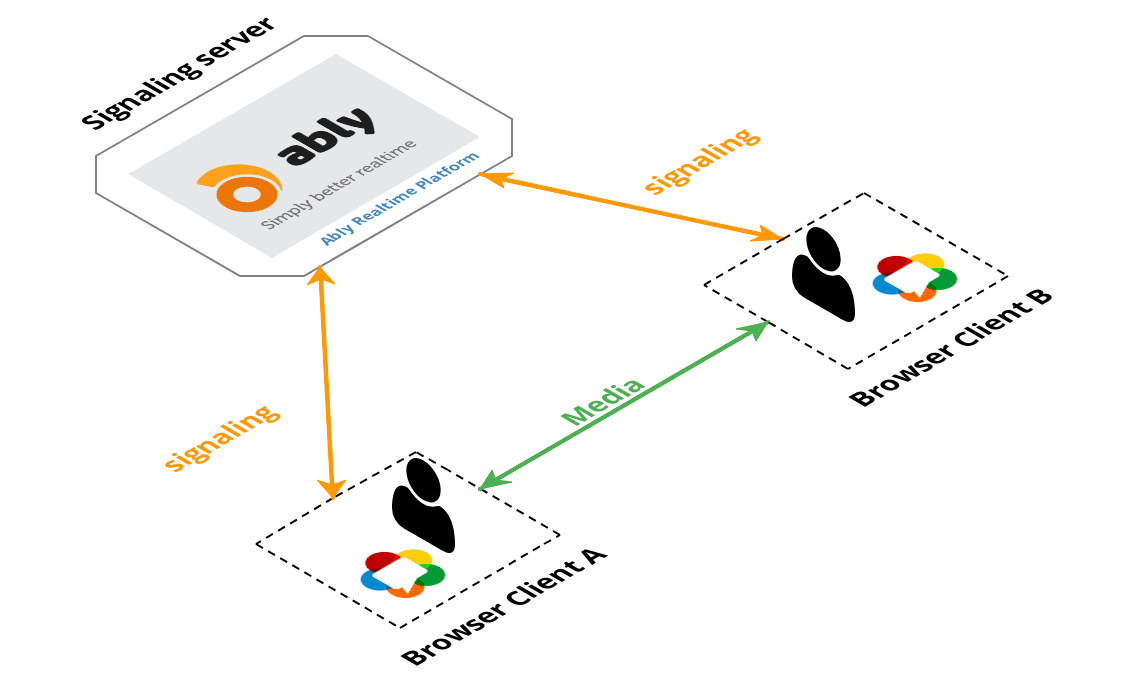 Signaling server
ably
Simply better realtime
Ably Realtime Platform
signaling
Browser Client B
Media
signaling
Browser Client A